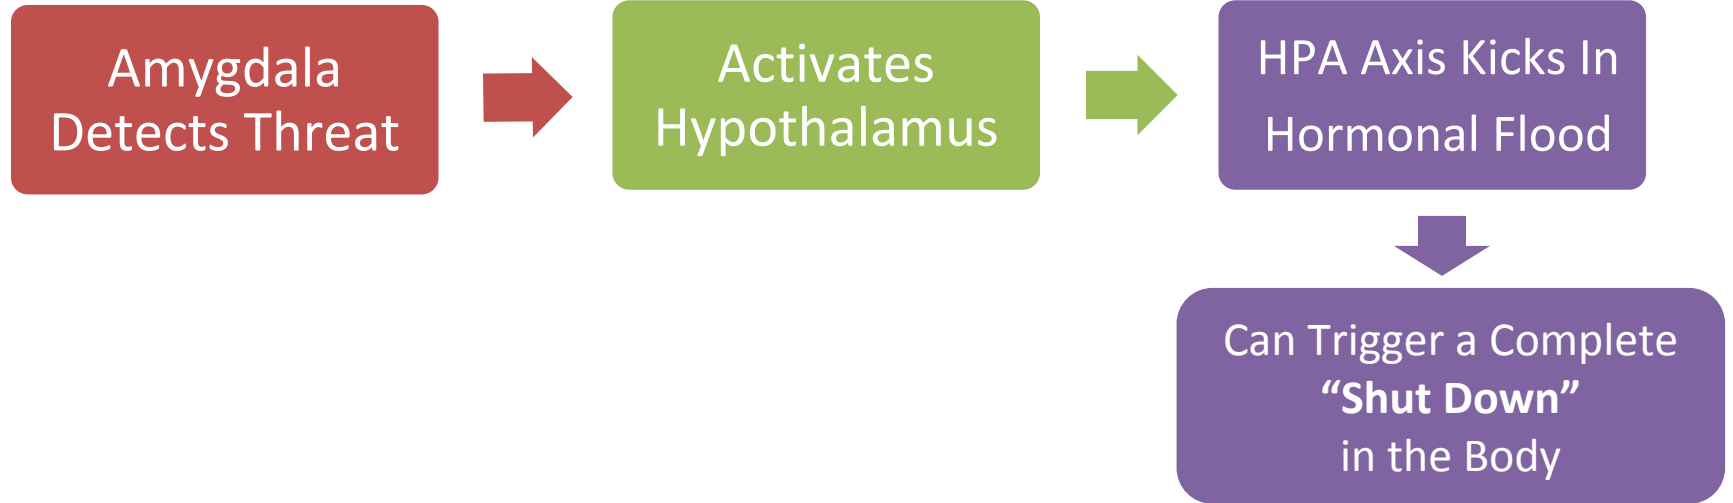 Amygdala
Detects Threat
Activates
Hypothalamus
HPA Axis Kicks In
Hormonal Flood
Can Trigger a Complete
“Shut Down”
in the Body